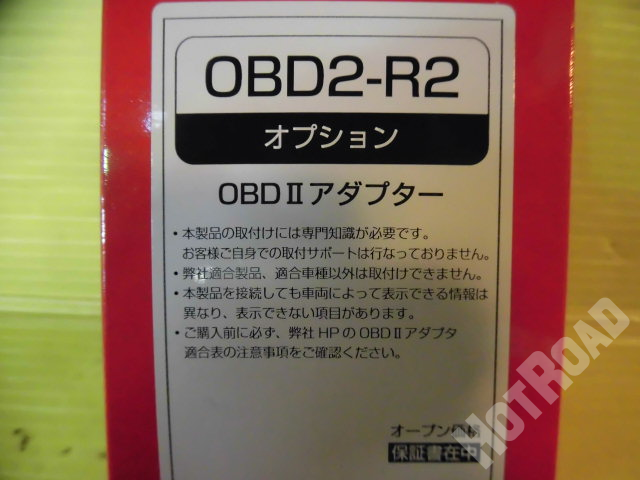 OBD2-R2
オプション
OBDⅡアダプター
・本製品の取付けには専門知識が必要です。
お客様ご自身での取付サポートは行なっておりません。
・弊社適合製品、適合車種以外は取付けできません。
・本製品を接続しても車両によって表示できる情報は
異なり、表示できない項目があります。
・ご購入前に必ず、弊社HPのOBDⅡアダプタ
適合表の注意事項をご確認ください。
オープン価格
保証書在中
HOTROAD